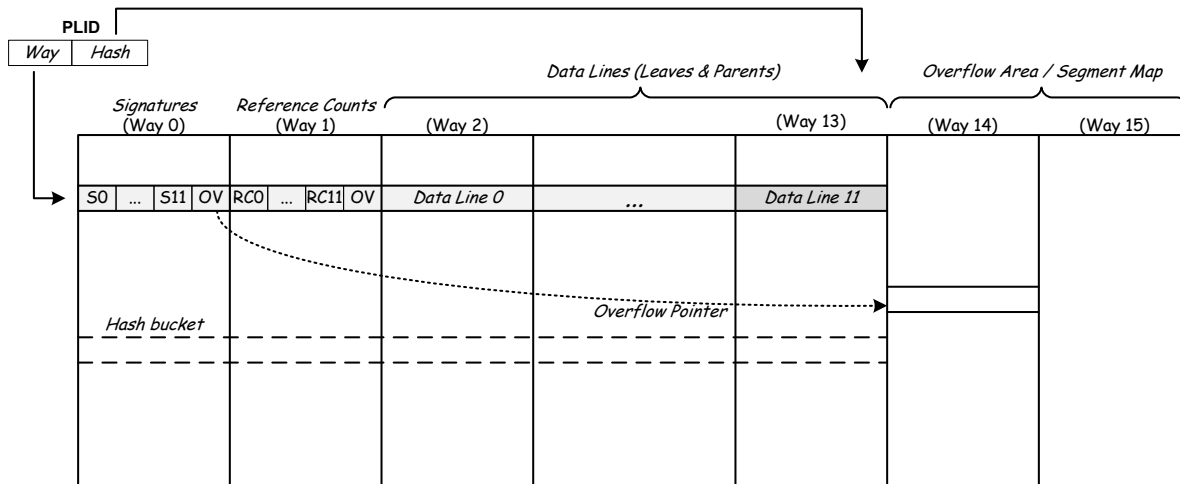 PLID
Way Hash
Data Lines (Leaves & Parents) Overflow Area / Segment Map
Signatures Reference Counts
(Way 0) (Way 1) (Way 2) (Way 13) (Way 14) (Way 15)
S0 ... S11 OV RC0 ... RC11 OV Data Line 0 ... Data Line 11
Overflow Pointer
Hash bucket